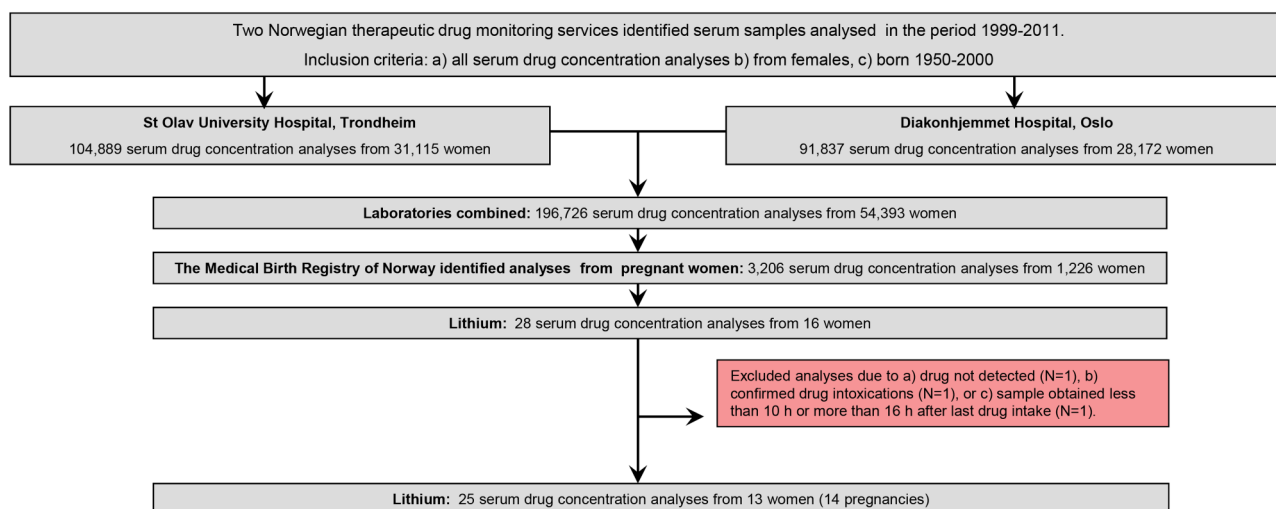 Two Norwegian therapeutic drug monitoring services identified serum samples analysed in the period 1999-2011.
Inclusion criteria: a) all serum drug concentration analyses b) from females, c) born 1950-2000
St Olav University Hospital, Trondheim
104,889 serum drug concentration analyses from 31,115 women
Diakonhjemmet Hospital, Oslo
91,837 serum drug concentration analyses from 28,172 women
Laboratories combined: 196,726 serum drug concentration analyses from 54,393 women
The Medical Birth Registry of Norway identified analyses from pregnant women: 3,206 serum drug concentration analyses from 1,226 women
Lithium: 28 serum drug concentration analyses from 16 women
Excluded analyses due to a) drug not detected (N=1), b)
confirmed drug intoxications (N=1), or c) sample obtained less
than 10 h or more than 16 h after last drug intake (N=1).
Lithium: 25 serum drug concentration analyses from 13 women (14 pregnancies)